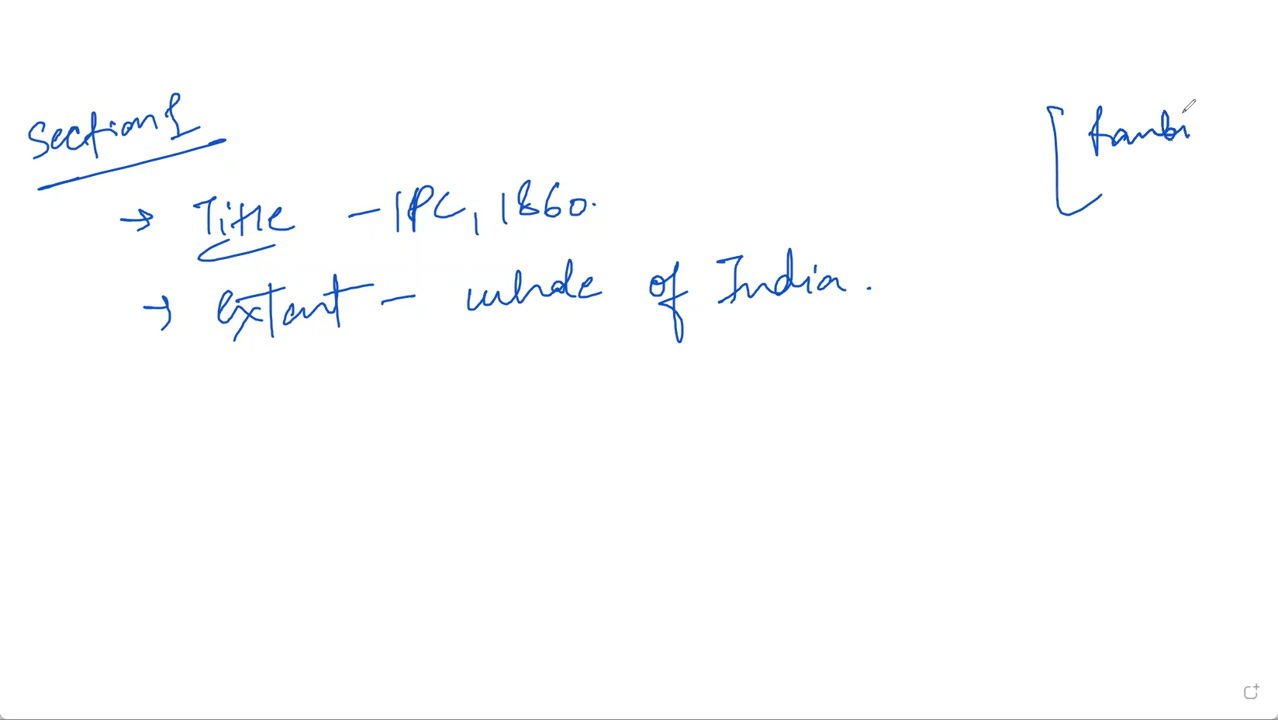 Section 1
→ Title – IPC, 1860.
→ extent – whole of India.